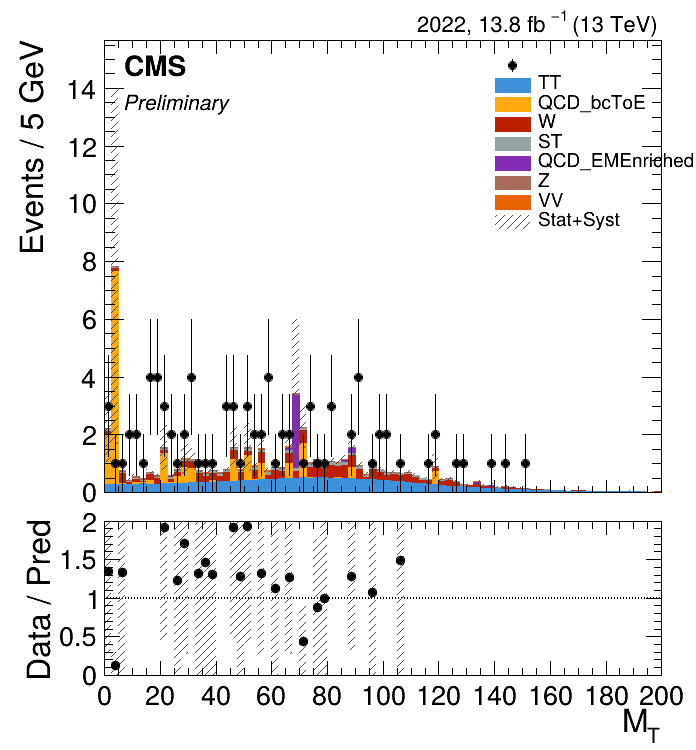 2022, 13.8 fb⁻¹ (13 TeV)
Events / 5 GeV
CMS
Preliminary
TT
QCD_bcToE
W
ST
QCD_EMEnriched
Z
VV
Stat+Syst
14
12
10
8
6
4
2
0
Data / Pred
2
1.5
1
0.5
0
0 20 40 60 80 100 120 140 160 180 200
M_T